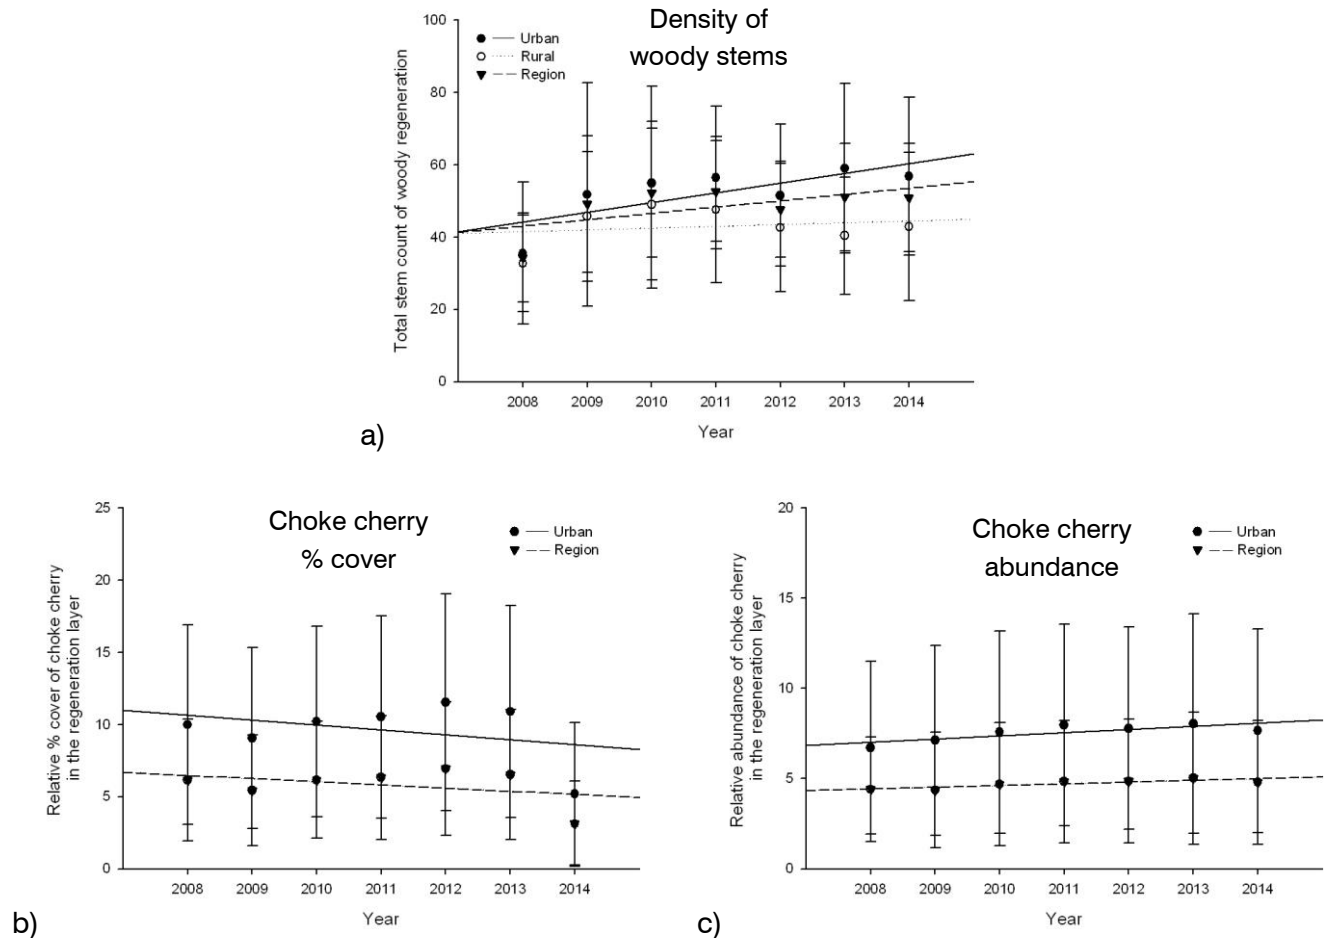 Density of
woody stems
Urban
Rural
Region
100
80
60
40
20
0
Total stem count of woody regeneration
2008 2009 2010 2011 2012 2013 2014
Year
a)
Choke cherry
% cover
Urban
Region
25
20
15
10
5
0
Relative % cover of choke cherry
in the regeneration layer
2008 2009 2010 2011 2012 2013 2014
Year
b)
Choke cherry
abundance
Urban
Region
20
15
10
5
0
Relative abundance of choke cherry
in the regeneration layer
2008 2009 2010 2011 2012 2013 2014
Year
c)